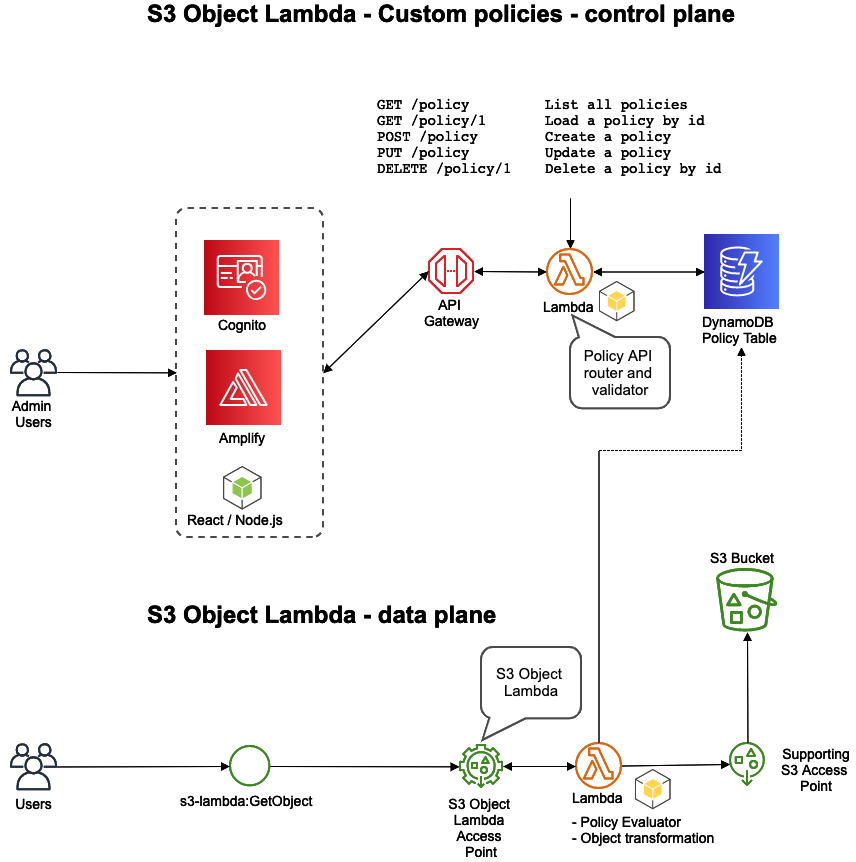 S3 Object Lambda - Custom policies - control plane
GET /policy List all policies
GET /policy/1 Load a policy by id
POST /policy Create a policy
PUT /policy Update a policy
DELETE /policy/1 Delete a policy by id
Cognito
Amplify
React / Node.js
Admin
Users
API
Gateway
Lambda
Policy API
router and
validator
DynamoDB
Policy Table
S3 Object Lambda - data plane
S3 Bucket
S3 Object
Lambda
Users
s3-lambda:GetObject
S3 Object
Lambda
Access
Point
Lambda
- Policy Evaluator
- Object transformation
Supporting
S3 Access
Point